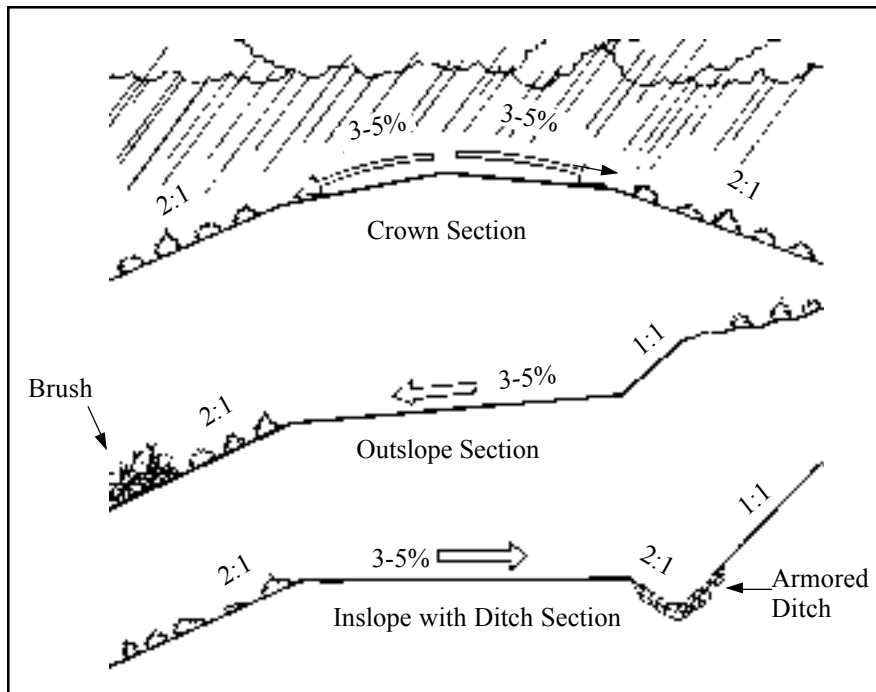 3-5%
3-5%
2:1
2:1
Crown Section
1:1
3-5%
Brush
2:1
Outslope Section
1:1
3-5%
2:1
2:1
Armored
Ditch
Inslope with Ditch Section